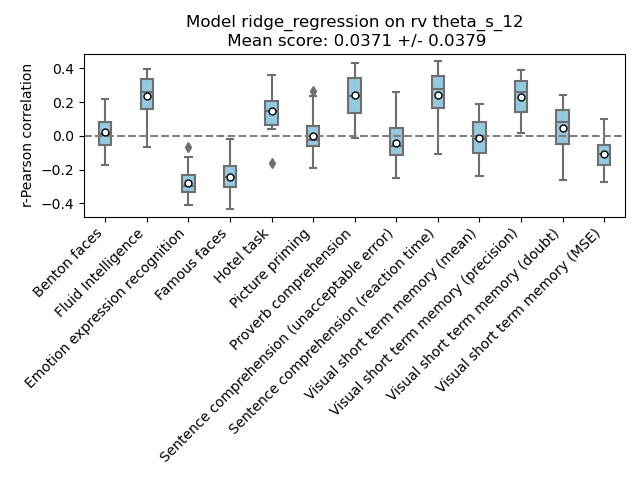 Model ridge_regression on rv theta_s_12
Mean score: 0.0371 +/- 0.0379
r-Pearson correlation
0.4
0.2
0.0
−0.2
−0.4
Benton faces
Fluid Intelligence
Emotion expression recognition
Famous faces
Hotel task
Picture priming
Proverb comprehension
Sentence comprehension (unacceptable error)
Sentence comprehension (reaction time)
Visual short term memory (mean)
Visual short term memory (precision)
Visual short term memory (doubt)
Visual short term memory (MSE)